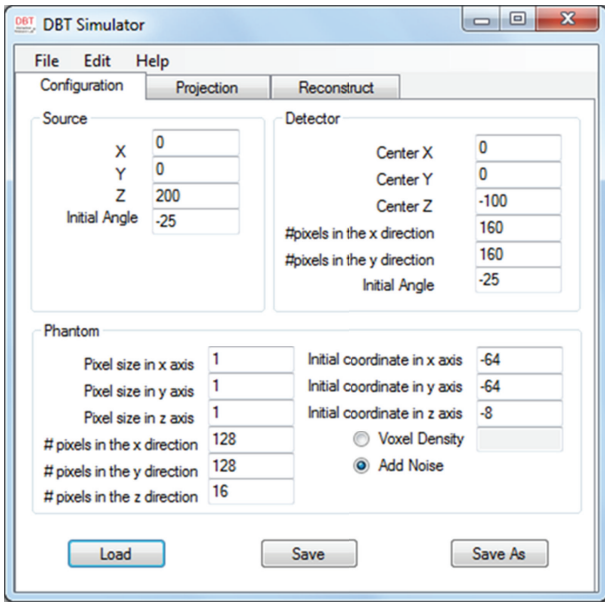 DBT DBT Simulator
File Edit Help
Configuration Projection Reconstruct
Source
X 0
Y 0
Z 200
Initial Angle -25
Detector
Center X 0
Center Y 0
Center Z -100
#pixels in the x direction 160
#pixels in the y direction 160
Initial Angle -25
Phantom
Pixel size in x axis 1
Pixel size in y axis 1
Pixel size in z axis 1
# pixels in the x direction 128
# pixels in the y direction 128
# pixels in the z direction 16
Initial coordinate in x axis -64
Initial coordinate in y axis -64
Initial coordinate in z axis -8
Voxel Density
Add Noise
Load Save Save As